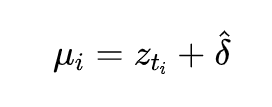 μ_i = z_{t_i} + \hat{δ}